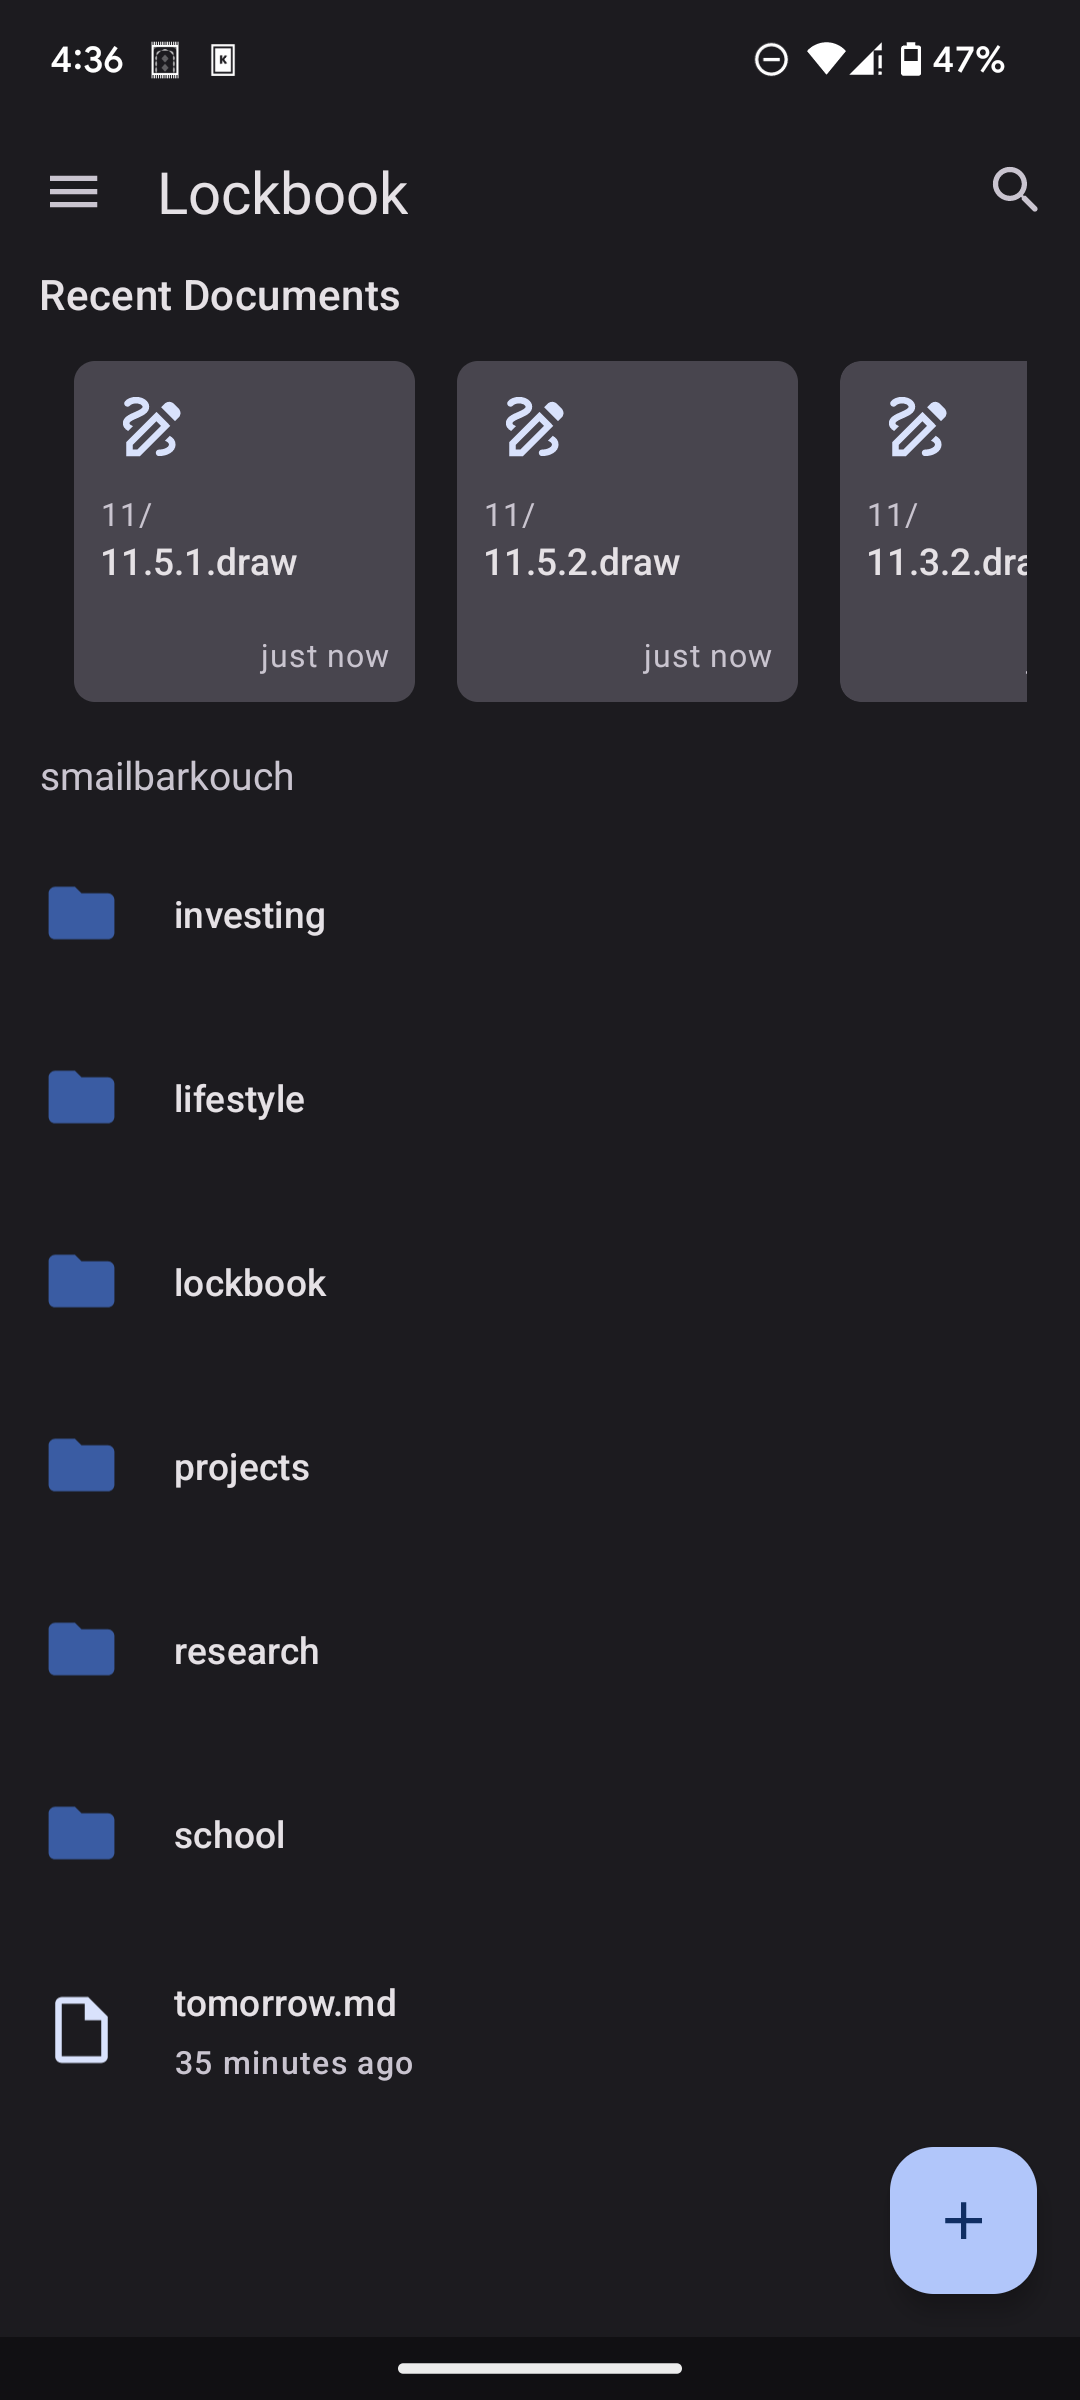 4:36
47%
Lockbook
Recent Documents
11/
11.5.1.draw
just now
11/
11.5.2.draw
just now
11/
11.3.2.dra
smailbarkouch
investing
lifestyle
lockbook
projects
research
school
tomorrow.md
35 minutes ago